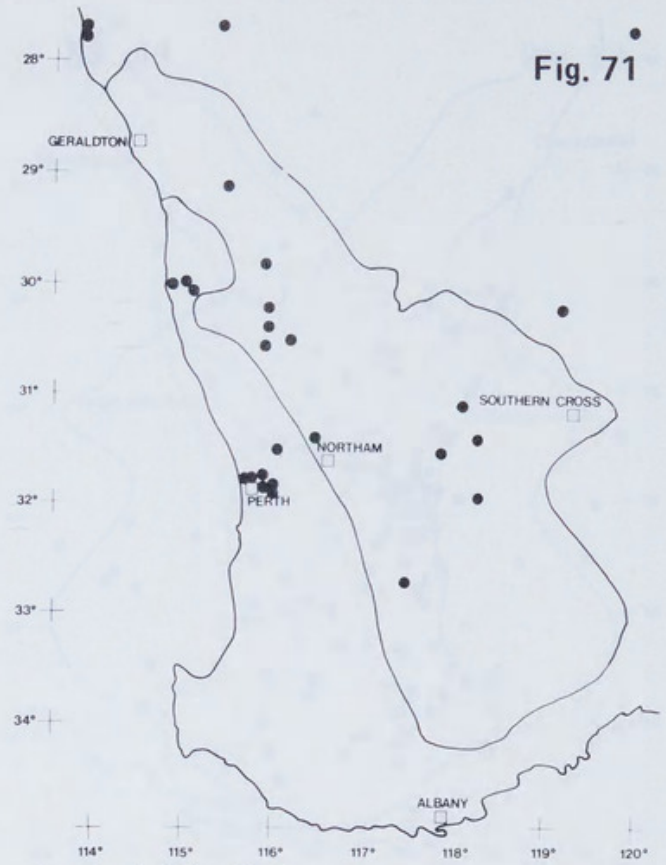 Fig. 71
28°
GERALDTON
29°
30°
31°
SOUTHERN CROSS
NORTHAM
32°
PERTH
33°
34°
ALBANY
114° 115° 116° 117° 118° 119° 120°